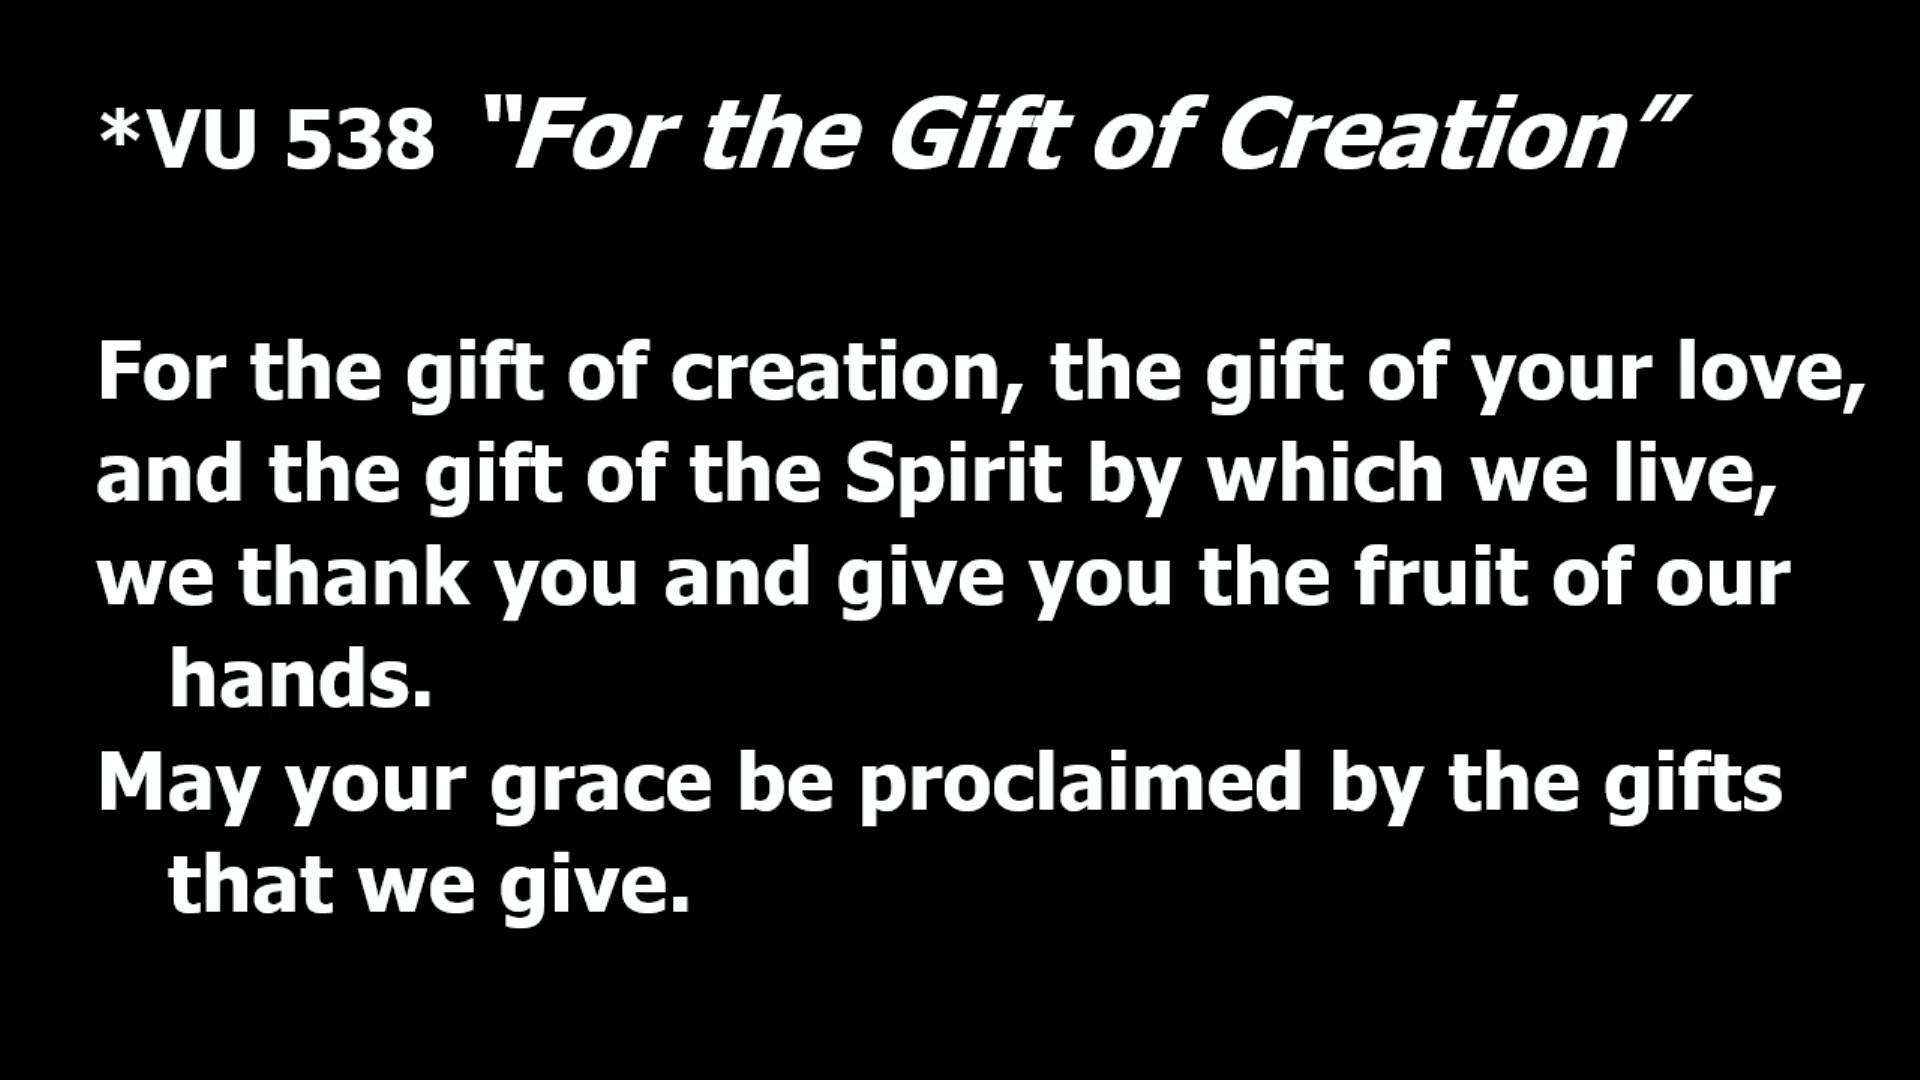 *VU 538 “For the Gift of Creation”
For the gift of creation, the gift of your love,
and the gift of the Spirit by which we live,
we thank you and give you the fruit of our
hands.
May your grace be proclaimed by the gifts
that we give.